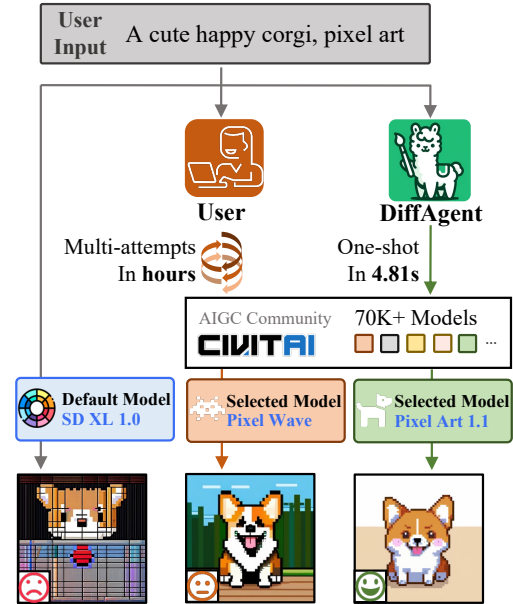 User
Input
A cute happy corgi, pixel art
User
DiffAgent
Multi-attempts
In hours
One-shot
In 4.81s
AIGC Community
70K+ Models
CIVITAI
...
Default Model
SD XL 1.0
Selected Model
Pixel Wave
Selected Model
Pixel Art 1.1